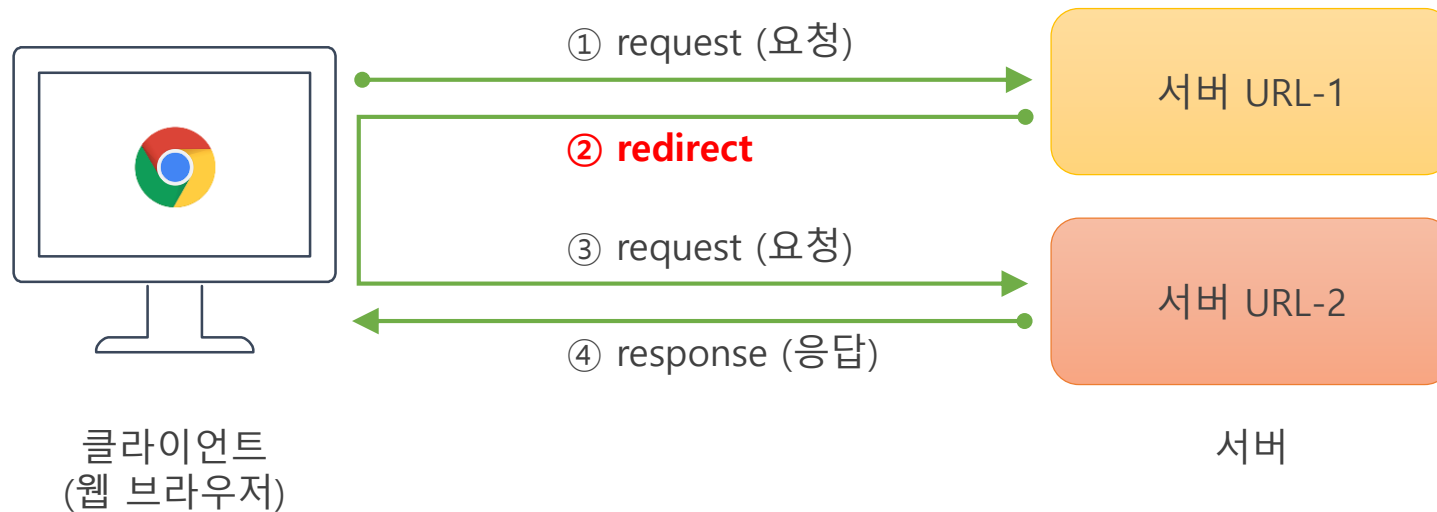 ① request (요청)
서버 URL-1
② redirect
③ request (요청)
서버 URL-2
④ response (응답)
클라이언트
(웹 브라우저)
서버